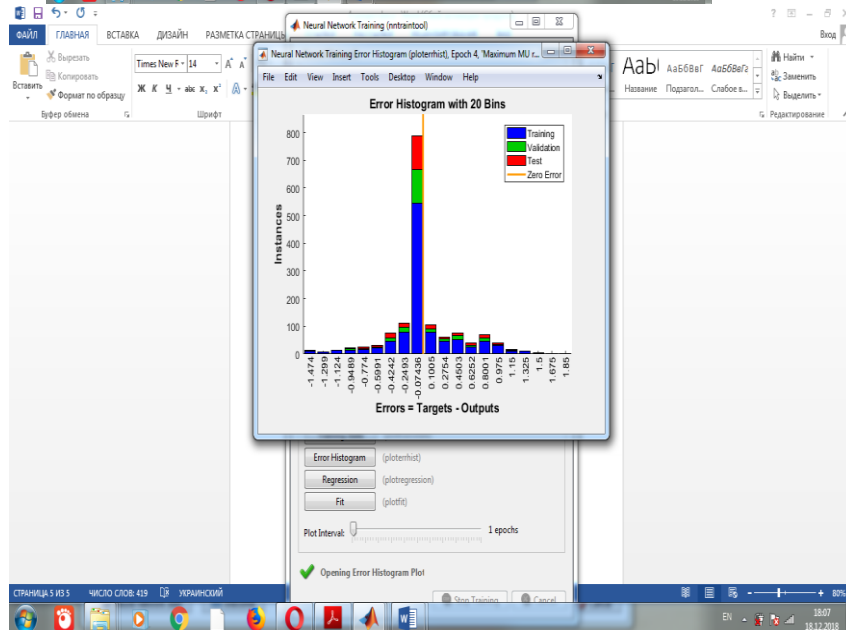 ФАЙЛ ГЛАВНАЯ ВСТАВКА ДИЗАЙН РАЗМЕТКА СТРАНИЦЫ
Вход
Вставить
Вырезать
Копировать
Формат по образцу
Буфер обмена
Times New F 14
Ж К Ч abc X₂ X²
Шрифт
АаЫ АаБбВвГ АаБбВвГг
Название Подзагол... Слабое в...
Найти
Заменить
Выделить
Редактирование
Neural Network Training (nntraintool)
Neural Network Training Error Histogram (ploterrhist), Epoch 4, 'Maximum MU r...
File Edit View Insert Tools Desktop Window Help
Error Histogram with 20 Bins
Training
Validation
Test
Zero Error
Instances
800
700
600
500
400
300
200
100
0
-1.474
-1.299
-1.124
-0.9489
-0.774
-0.5991
-0.4242
-0.2493
-0.07436
0.1005
0.2754
0.4503
0.6252
0.8001
0.975
1.15
1.325
1.5
1.675
1.85
Errors = Targets - Outputs
Error Histogram (ploterrhist)
Regression (plotregression)
Fit (plotfit)
Plot Interval: 1 epochs
Opening Error Histogram Plot
Stop Training Cancel
СТРАНИЦА 5 ИЗ 5 ЧИСЛО СЛОВ: 419 УКРАИНСКИЙ
80%
EN
18:07
18.12.2018